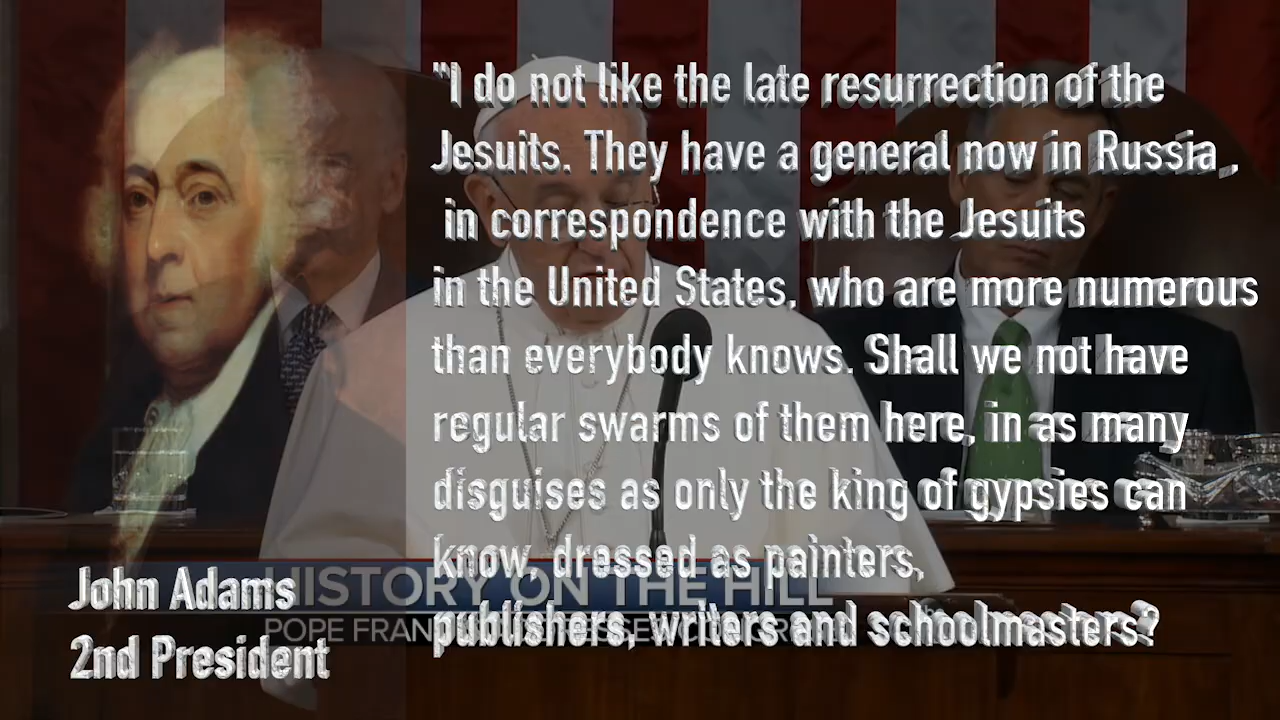 "I do not like the late resurrection of the
Jesuits. They have a general now in Russia,
in correspondence with the Jesuits
in the United States, who are more numerous
than everybody knows. Shall we not have
regular swarms of them here, in as many
disguises as only the king of gypsies can
know, dressed as painters,
publishers, writers and schoolmasters?
John Adams
2nd President
HISTORY ON THE HILL
POPE FRAN